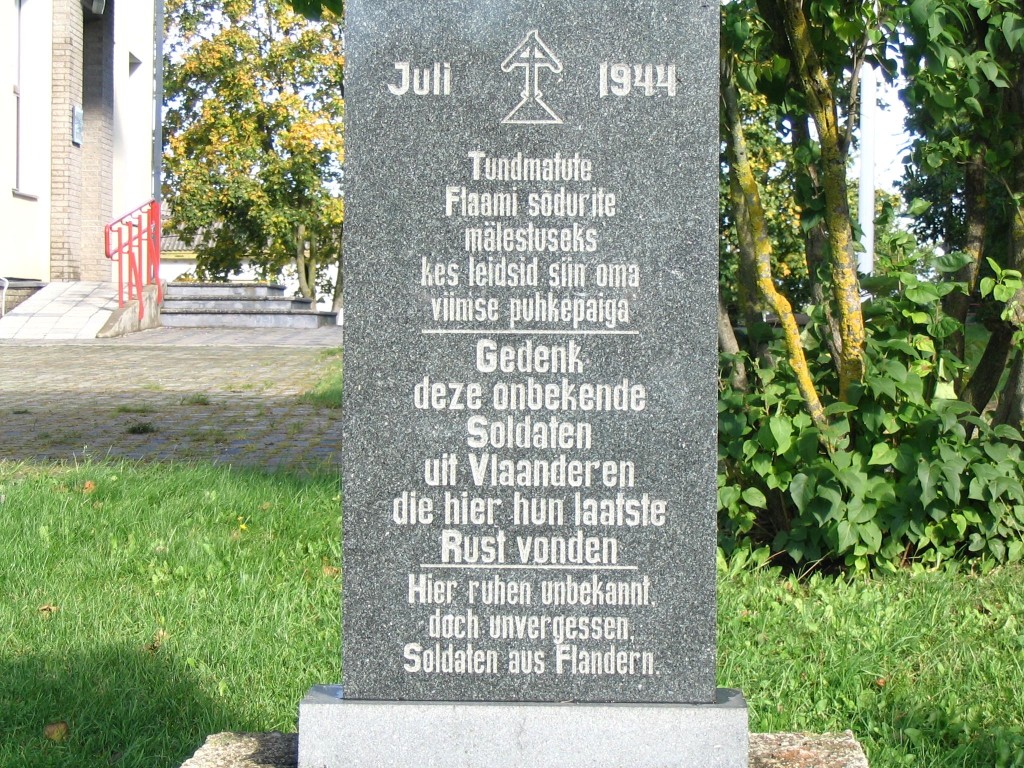 Juli 1944
Tundmatute
Flaami sõdurite
mälestuseks
kes leidsid siin oma
viimse puhkepaiga
Gedenk
deze onbekende
Soldaten
uit Vlaanderen
die hier hun laatste
Rust vonden
Hier ruhen unbekannt,
doch unvergessen,
Soldaten aus Flandern.